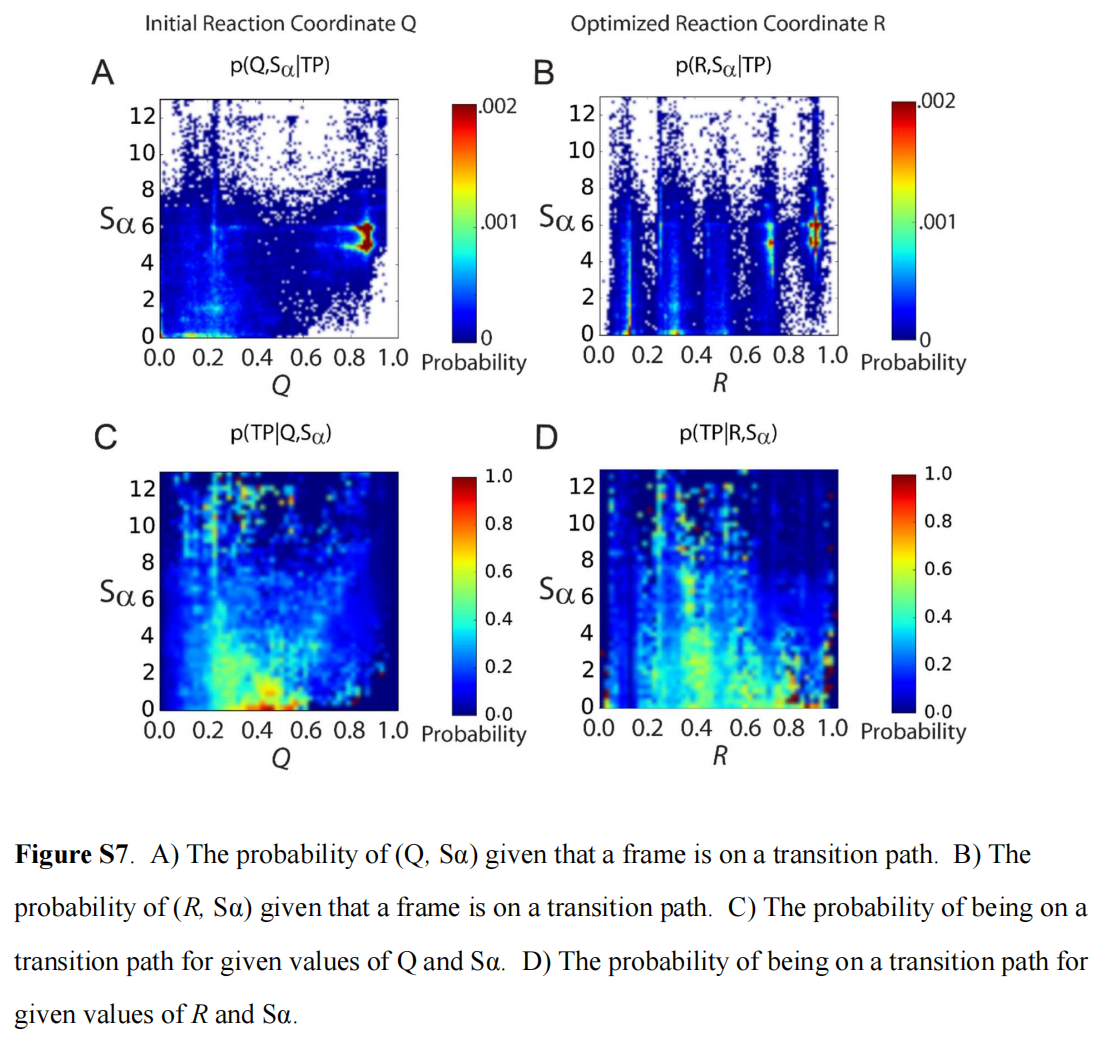 Initial Reaction Coordinate Q
Optimized Reaction Coordinate R
A
p(Q,Sα|TP)
12
10
8
6
4
2
0
Sα
0.0 0.2 0.4 0.6 0.8 1.0
Q
.002
.001
0
Probability
B
p(R,Sα|TP)
12
10
8
6
4
2
0
Sα
0.0 0.2 0.4 0.6 0.8 1.0
R
.002
.001
0
Probability
C
p(TP|Q,Sα)
12
10
8
6
4
2
0
Sα
0.0 0.2 0.4 0.6 0.8 1.0
Q
1.0
0.8
0.6
0.4
0.2
0.0
Probability
D
p(TP|R,Sα)
12
10
8
6
4
2
0
Sα
0.0 0.2 0.4 0.6 0.8 1.0
R
1.0
0.8
0.6
0.4
0.2
0.0
Probability
Figure S7. A) The probability of (Q, Sα) given that a frame is on a transition path. B) The
probability of (R, Sα) given that a frame is on a transition path. C) The probability of being on a
transition path for given values of Q and Sα. D) The probability of being on a transition path for
given values of R and Sα.